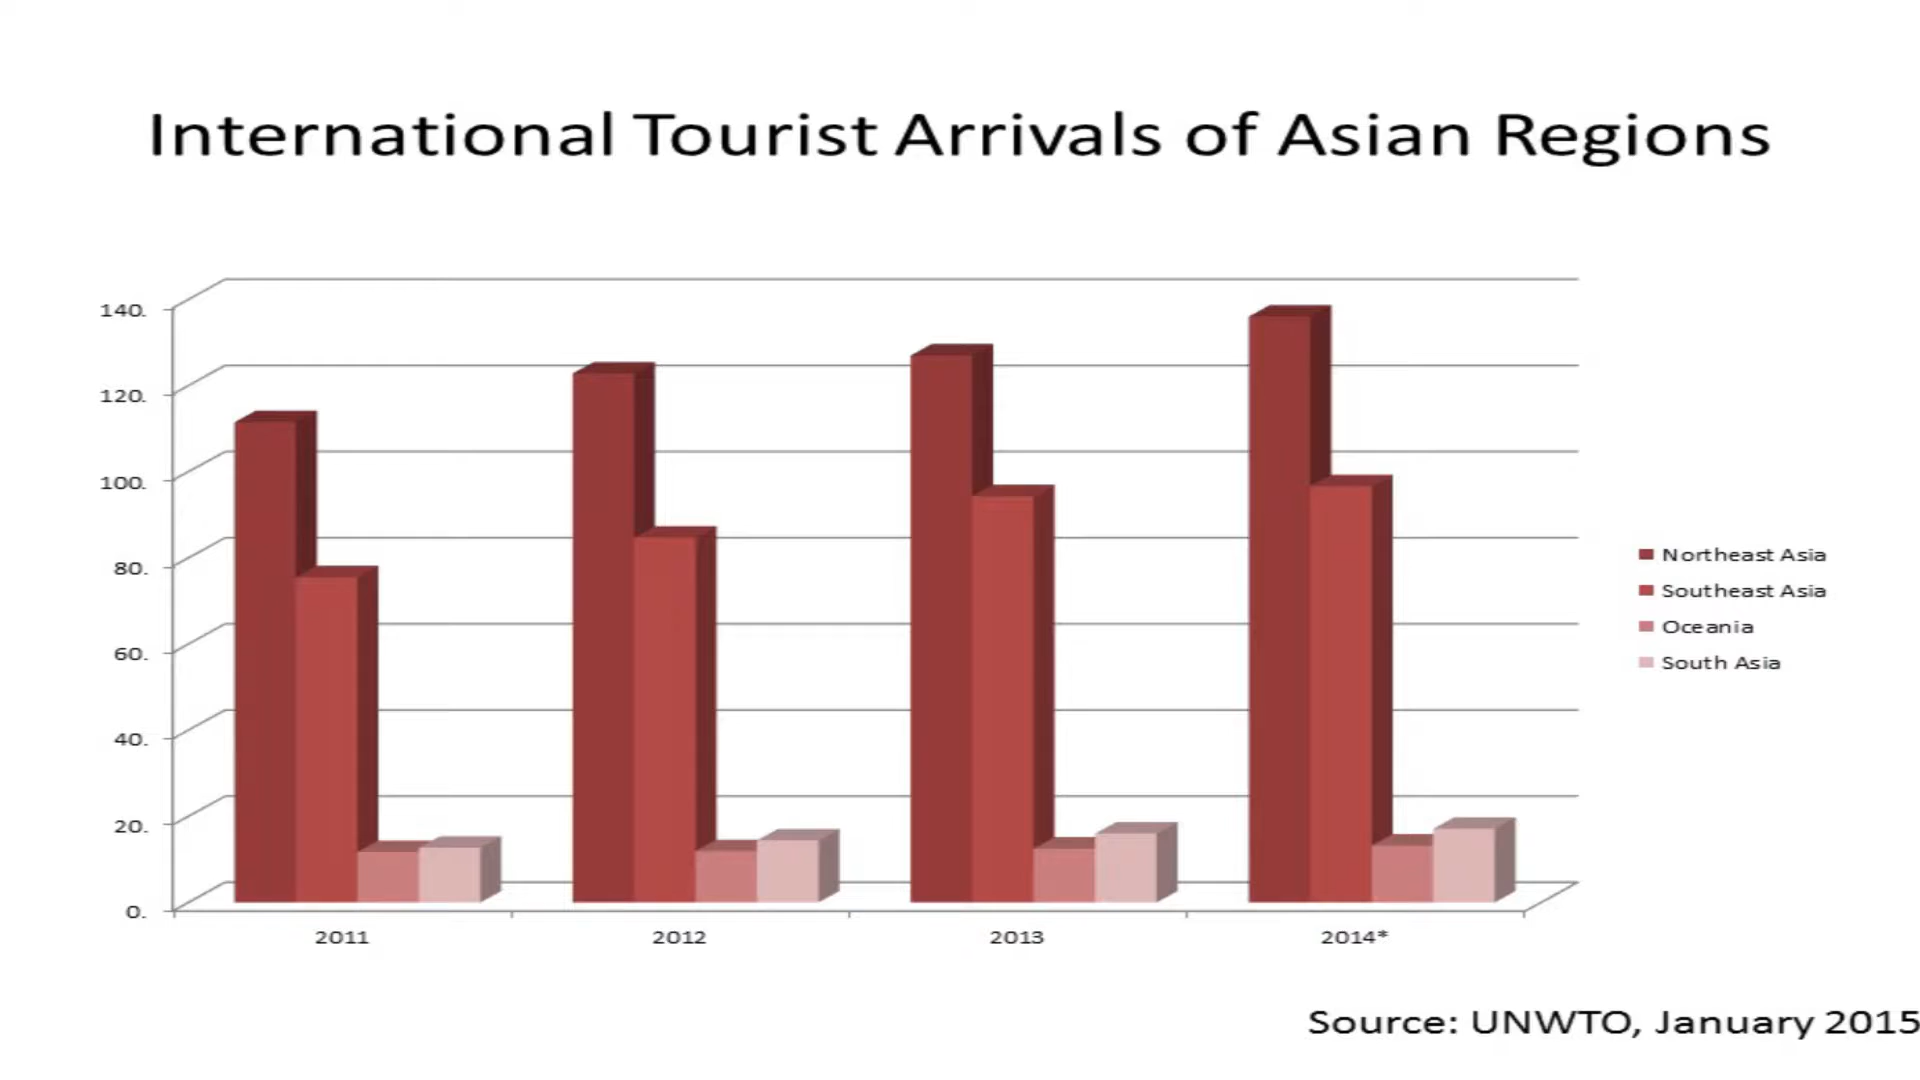 International Tourist Arrivals of Asian Regions
140.
120.
100.
80.
60.
40.
20.
0.
2011
2012
2013
2014*
Northeast Asia
Southeast Asia
Oceania
South Asia
Source: UNWTO, January 2015